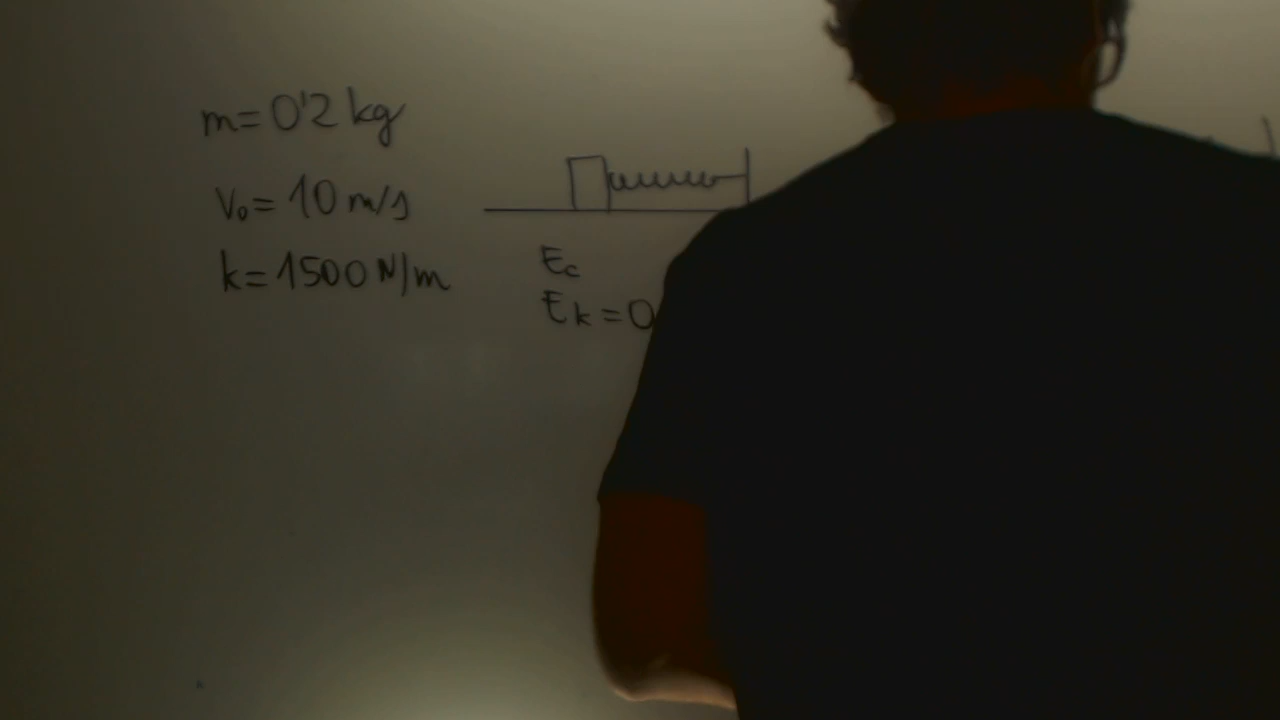 m=0'2 kg
v₀= 10 m/s
k=1500 N/m
Ec
Ek=0